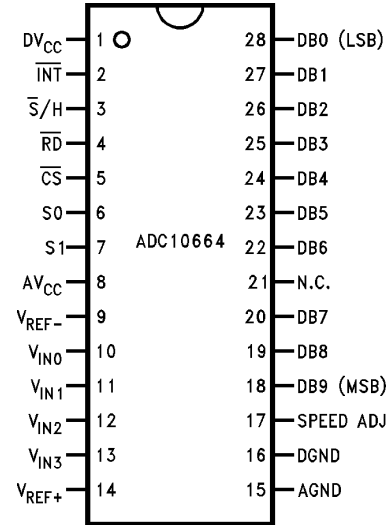 DVCC 1 28 DB0 (LSB)
INT 2 27 DB1
S/H 3 26 DB2
RD 4 25 DB3
CS 5 24 DB4
S0 6 23 DB5
S1 7 ADC10664 22 DB6
AVCC 8 21 N.C.
VREF- 9 20 DB7
VIN0 10 19 DB8
VIN1 11 18 DB9 (MSB)
VIN2 12 17 SPEED ADJ
VIN3 13 16 DGND
VREF+ 14 15 AGND